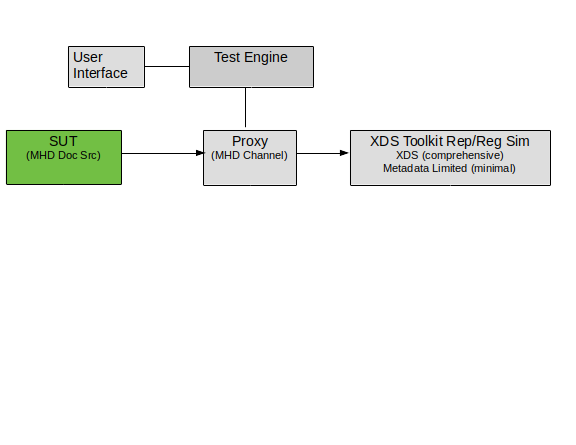 User
Interface
Test Engine
SUT
(MHD Doc Src)
Proxy
(MHD Channel)
XDS Toolkit Rep/Reg Sim
XDS (comprehensive)
Metadata Limited (minimal)